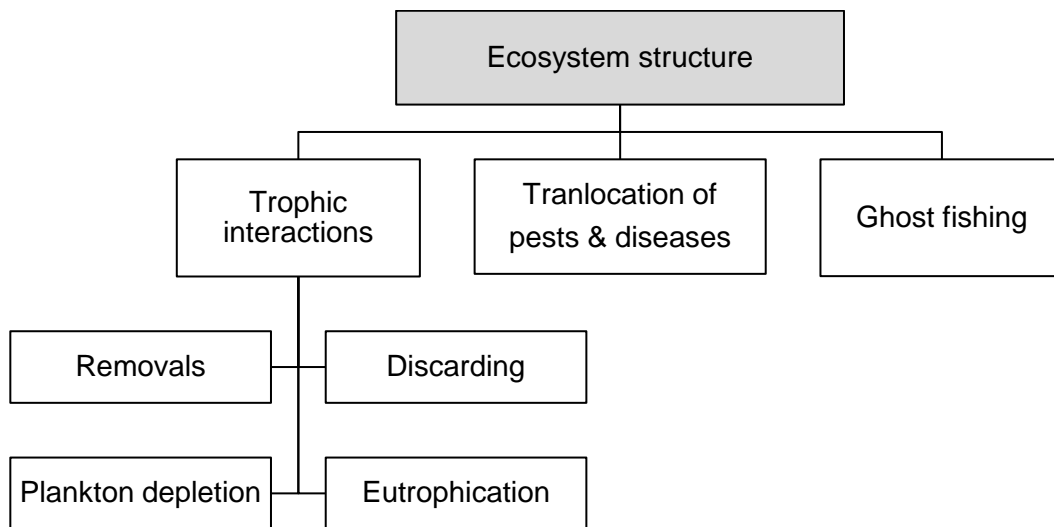 Ecosystem structure
Trophic
interactions
Tranlocation of
pests & diseases
Ghost fishing
Removals
Discarding
Plankton depletion
Eutrophication